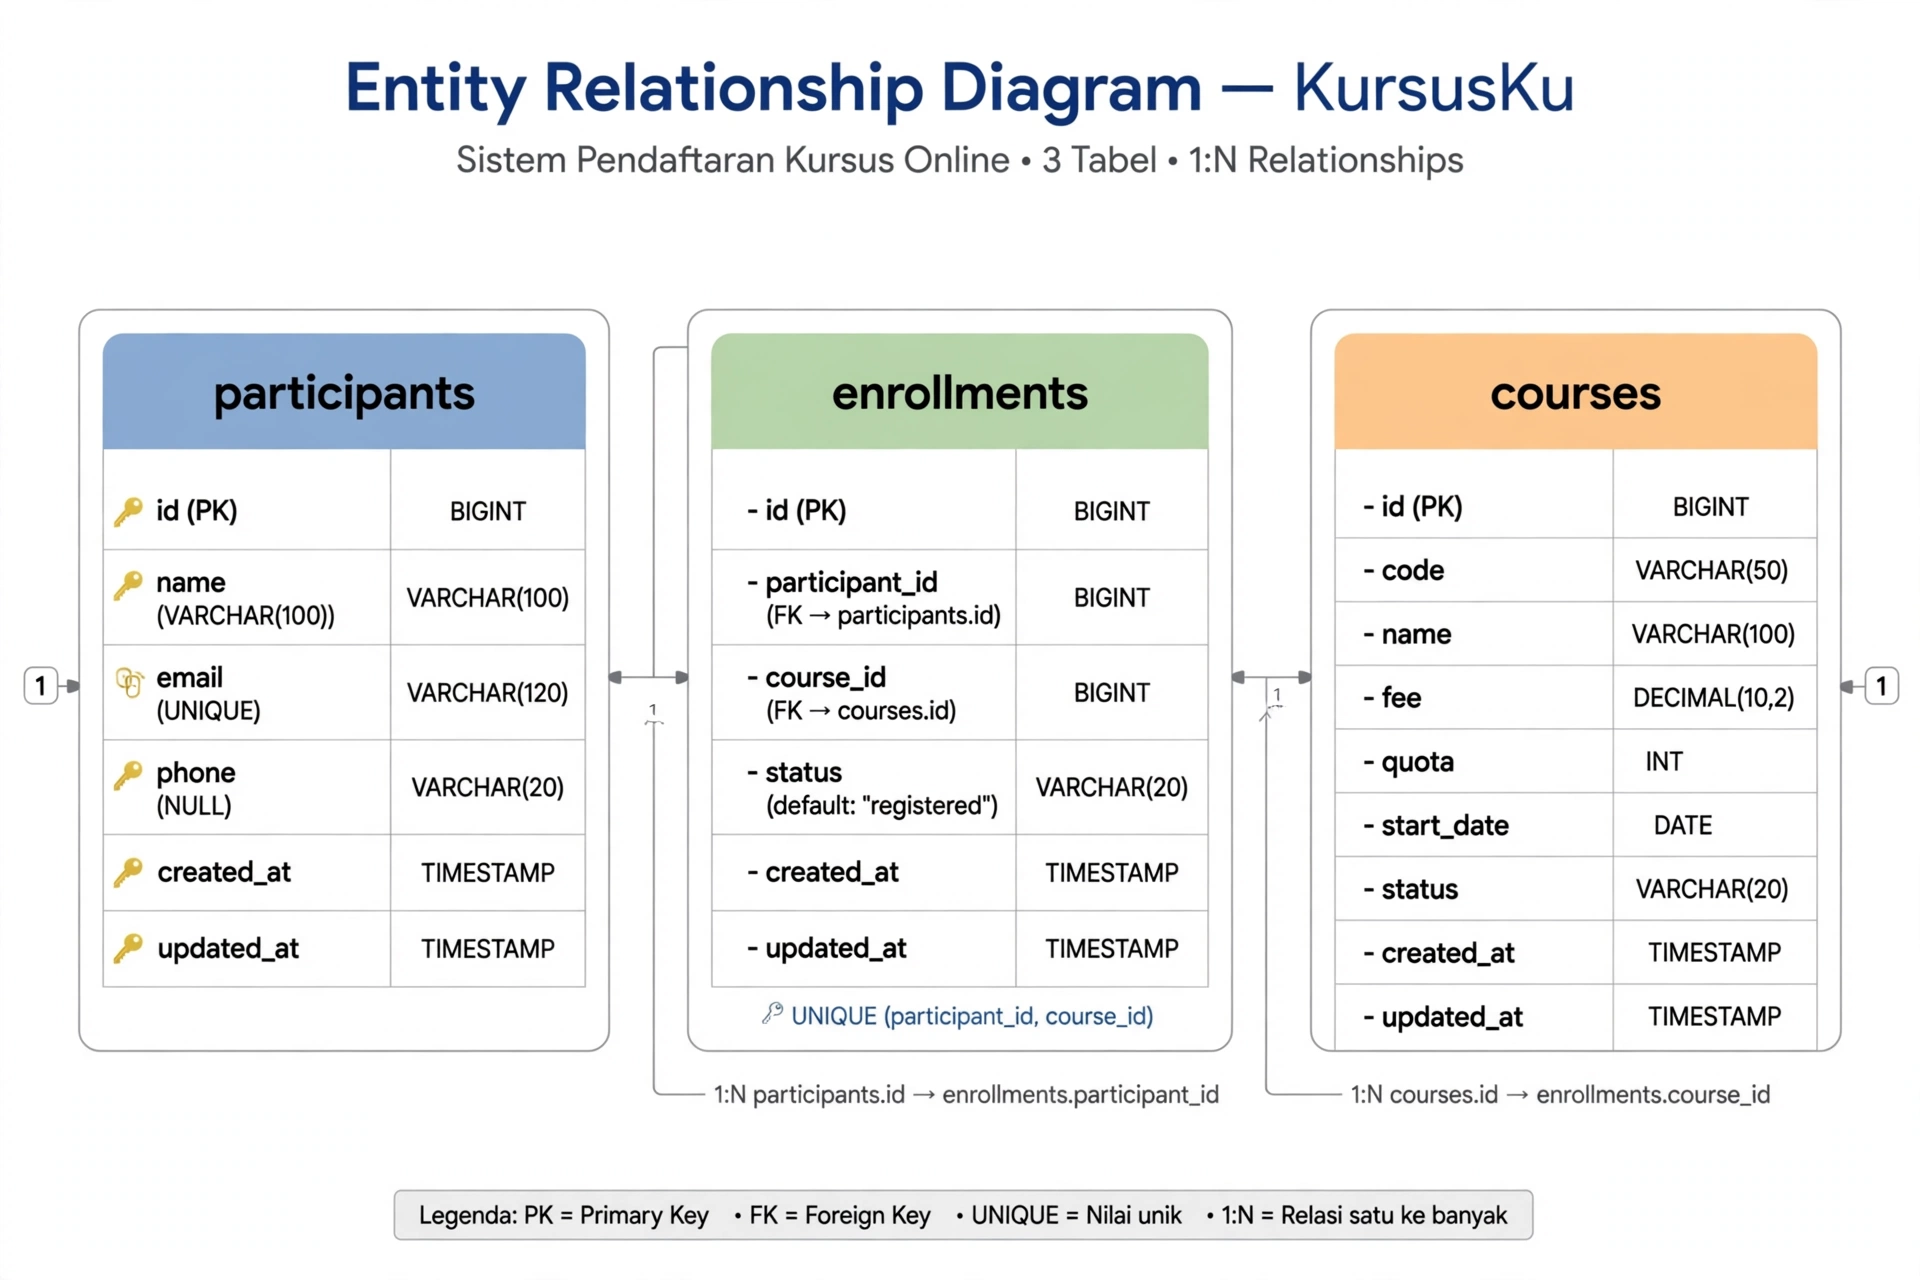 Entity Relationship Diagram — KursusKu
Sistem Pendaftaran Kursus Online • 3 Tabel • 1:N Relationships
participants
id (PK) BIGINT
name VARCHAR(100)
(VARCHAR(100))
email VARCHAR(120)
(UNIQUE)
phone VARCHAR(20)
(NULL)
created_at TIMESTAMP
updated_at TIMESTAMP
1
1
enrollments
- id (PK) BIGINT
- participant_id BIGINT
(FK → participants.id)
- course_id BIGINT
(FK → courses.id)
- status VARCHAR(20)
(default: "registered")
- created_at TIMESTAMP
- updated_at TIMESTAMP
UNIQUE (participant_id, course_id)
1
courses
- id (PK) BIGINT
- code VARCHAR(50)
- name VARCHAR(100)
- fee DECIMAL(10,2)
- quota INT
- start_date DATE
- status VARCHAR(20)
- created_at TIMESTAMP
- updated_at TIMESTAMP
1
1:N participants.id → enrollments.participant_id
1:N courses.id → enrollments.course_id
Legenda: PK = Primary Key • FK = Foreign Key • UNIQUE = Nilai unik • 1:N = Relasi satu ke banyak